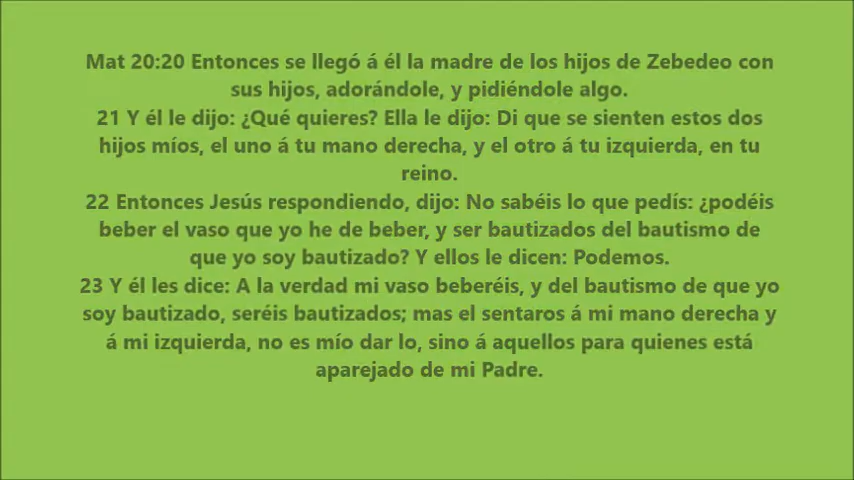 Mat 20:20 Entonces se llegó á él la madre de los hijos de Zebedeo con
sus hijos, adorándole, y pidiéndole algo.
21 Y él le dijo: ¿Qué quieres? Ella le dijo: Di que se sienten estos dos
hijos míos, el uno á tu mano derecha, y el otro á tu izquierda, en tu
reino.
22 Entonces Jesús respondiendo, dijo: No sabéis lo que pedís: ¿podéis
beber el vaso que yo he de beber, y ser bautizados del bautismo de
que yo soy bautizado? Y ellos le dicen: Podemos.
23 Y él les dice: A la verdad mi vaso beberéis, y del bautismo de que yo
soy bautizado, seréis bautizados; mas el sentaros á mi mano derecha y
á mi izquierda, no es mío dar lo, sino á aquellos para quienes está
aparejado de mi Padre.